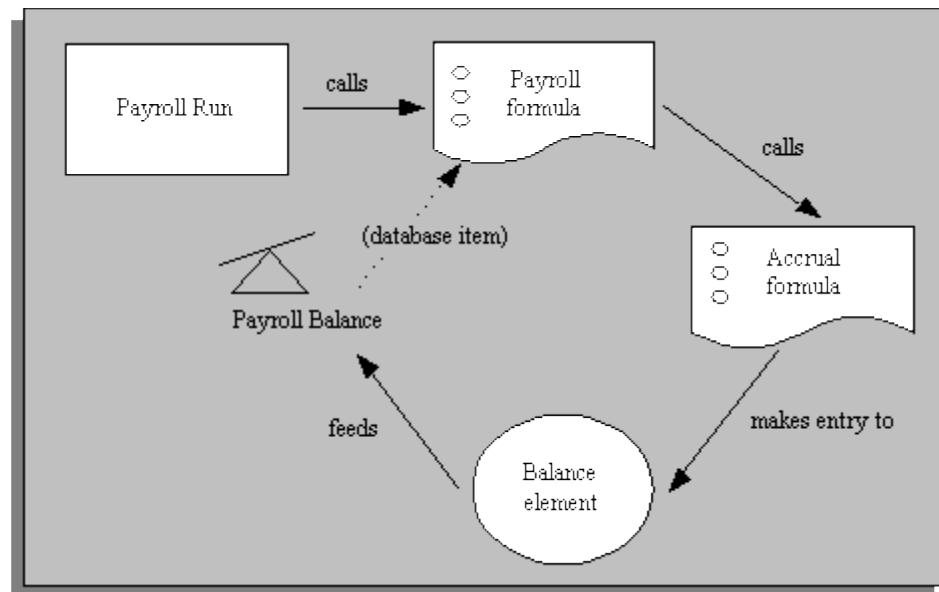 Payroll Run
calls
Payroll
formula
calls
(database item)
Accrual
formula
Payroll Balance
feeds
makes entry to
Balance
element